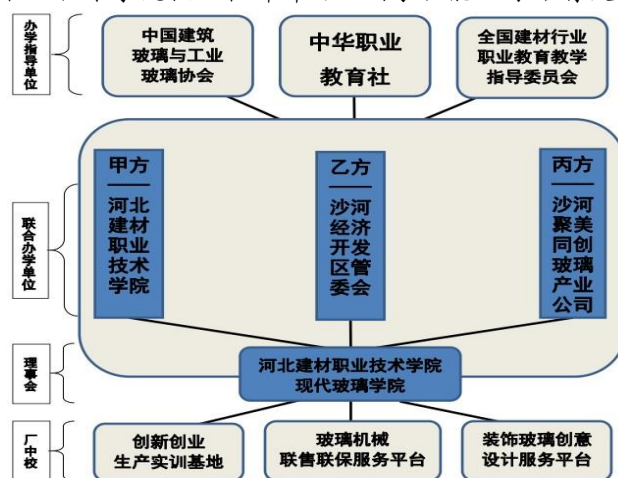 办学指导单位
中国建筑
玻璃与工业
玻璃协会
中华职业
教育社
全国建材行业
职业教育教学
指导委员会
联合办学单位
甲方
河北
建材
职业
技术
学院
乙方
沙河
经济
开发
区管
委会
丙方
沙河
聚美
同创
玻璃
产业
公司
理事会
河北建材职业技术学院
现代玻璃学院
厂中校
创新创业
生产实训基地
玻璃机械
联售联保服务平台
装饰玻璃创意
设计服务平台